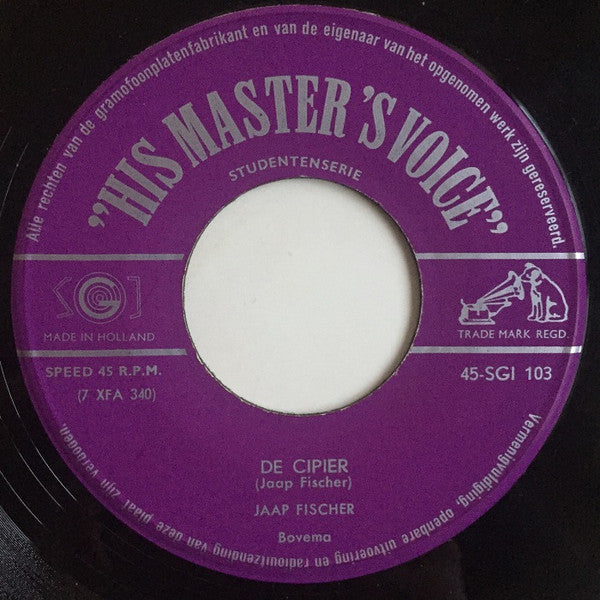 Alle rechten van de gramofoonplatenfabrikant en van de eigenaar van het opgenomen werk zijn gereserveerd.
"HIS MASTER'S VOICE"
STUDENTENSERIE
SGI
MADE IN HOLLAND
TRADE MARK REGD.
SPEED 45 R.P.M.
45-SGI 103
(7 XFA 340)
DE CIPIER
(Jaap Fischer)
JAAP FISCHER
Bovema
Vermenigvuldiging, openbare uitvoering en radiouitzending van deze plaat zijn verboden.